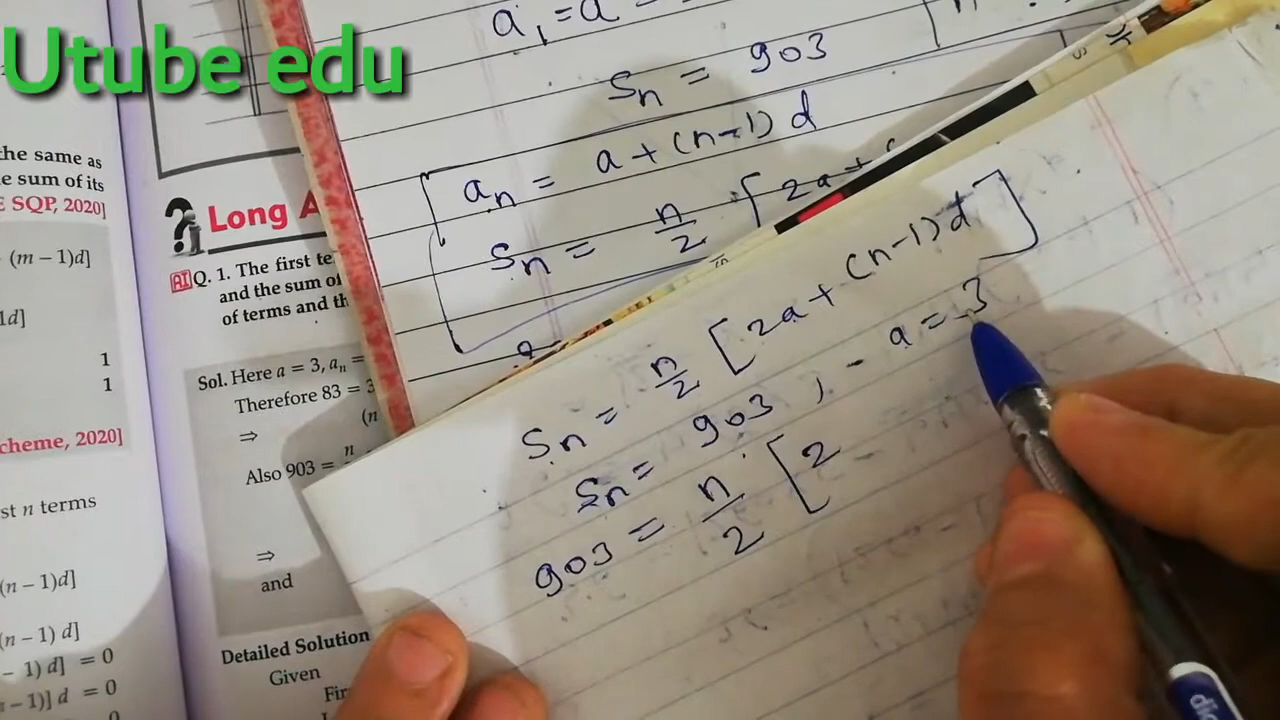 Utube edu
the same as
e sum of its
E SQP, 2020]
(m – 1)d]
1d]
1
1
cheme, 2020]
st n terms
(n – 1)d]
(n – 1) d]
– 1) d] = 0
n – 1)] d = 0
Long A
AI Q. 1. The first te
and the sum of
of terms and th
Sol. Here a = 3, aₙ =
Therefore 83 = 3
(n
⇒
Also 903 = n
⇒
and
Detailed Solution
Given
Fir
a₁ = a
Sₙ = 903
aₙ = a + (n-1) d
Sₙ = n/2 [ 2a +
Sₙ = n/2 [2a + (n-1)d]
Sₙ = 903 , - a = 3
903 = n/2 [2